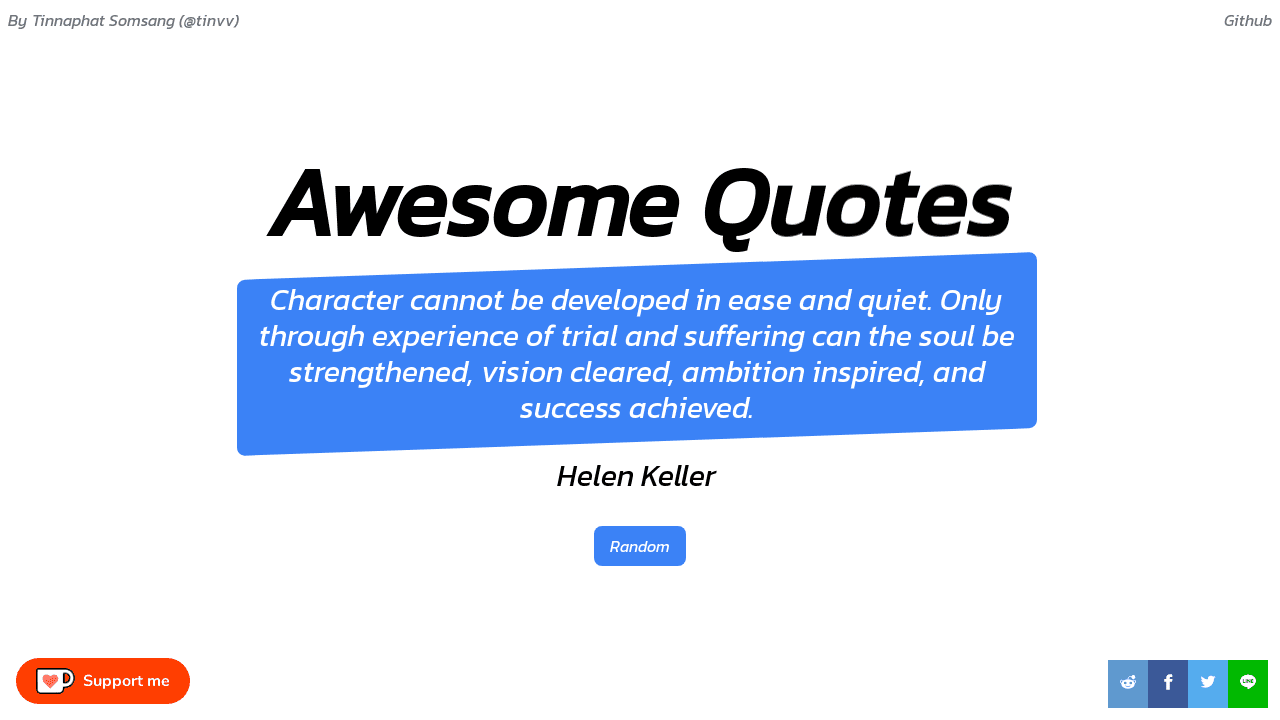 By Tinnaphat Somsang (@tinvv)
Github
Awesome Quotes
Character cannot be developed in ease and quiet. Only
through experience of trial and suffering can the soul be
strengthened, vision cleared, ambition inspired, and
success achieved.
Helen Keller
Random
Support me
LINE